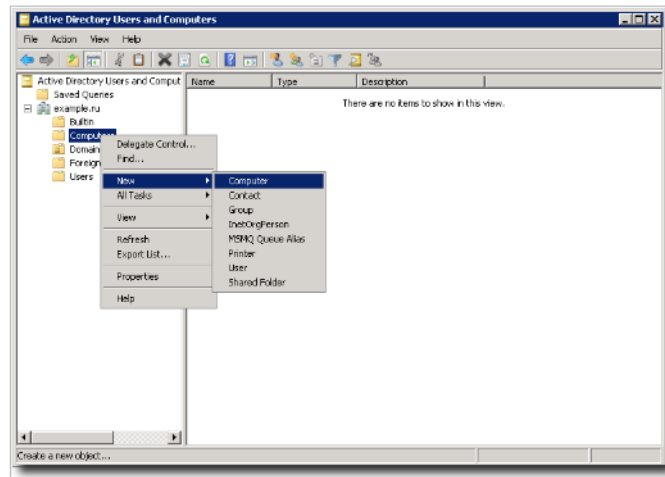 Active Directory Users and Computers
File Action View Help
Active Directory Users and Comput
Name Type Description
Saved Queries
There are no items to show in this view.
example.ru
Builtin
Computers
Domain
Foreign
Users
Delegate Control...
Find...
New
All Tasks
View
Refresh
Export List...
Properties
Help
Computer
Contact
Group
InetOrgPerson
MSMQ Queue Alias
Printer
User
Shared Folder
Create a new object...